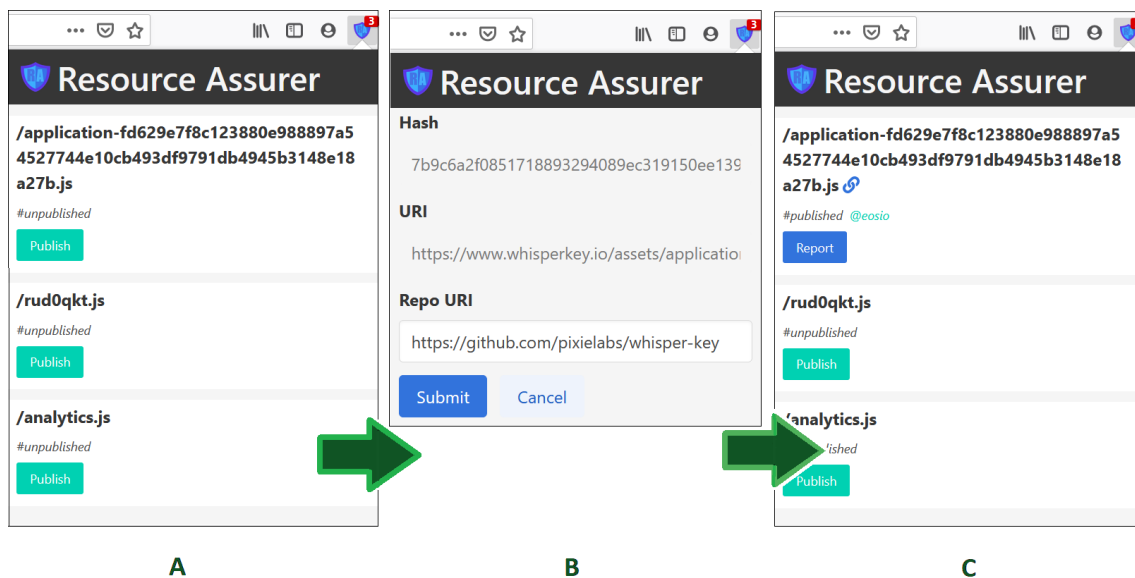 3
Resource Assurer
/application-fd629e7f8c123880e988897a5
4527744e10cb493df9791db4945b3148e18
a27b.js
#unpublished
Publish
/rud0qkt.js
#unpublished
Publish
/analytics.js
#unpublished
Publish
A
3
Resource Assurer
Hash
7b9c6a2f0851718893294089ec319150ee139
URI
https://www.whisperkey.io/assets/applicatio
Repo URI
https://github.com/pixielabs/whisper-key
Submit Cancel
B
3
Resource Assurer
/application-fd629e7f8c123880e988897a5
4527744e10cb493df9791db4945b3148e18
a27b.js
#published @eosio
Report
/rud0qkt.js
#unpublished
Publish
/analytics.js
Publish
C